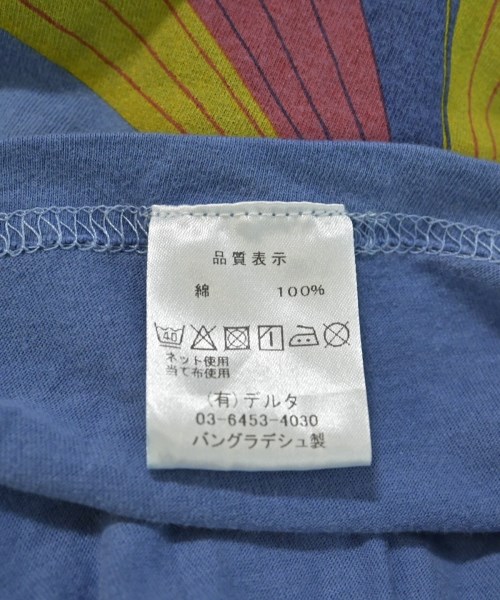 品質表示
綿 100%
40
ネット使用
当て布使用
(有)デルタ
03-6453-4030
バングラデシュ製